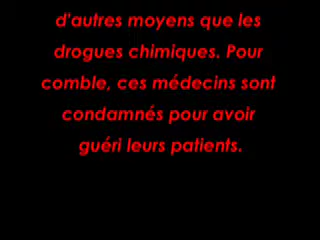 d'autres moyens que les
drogues chimiques. Pour
comble, ces médecins sont
condamnés pour avoir
guéri leurs patients.